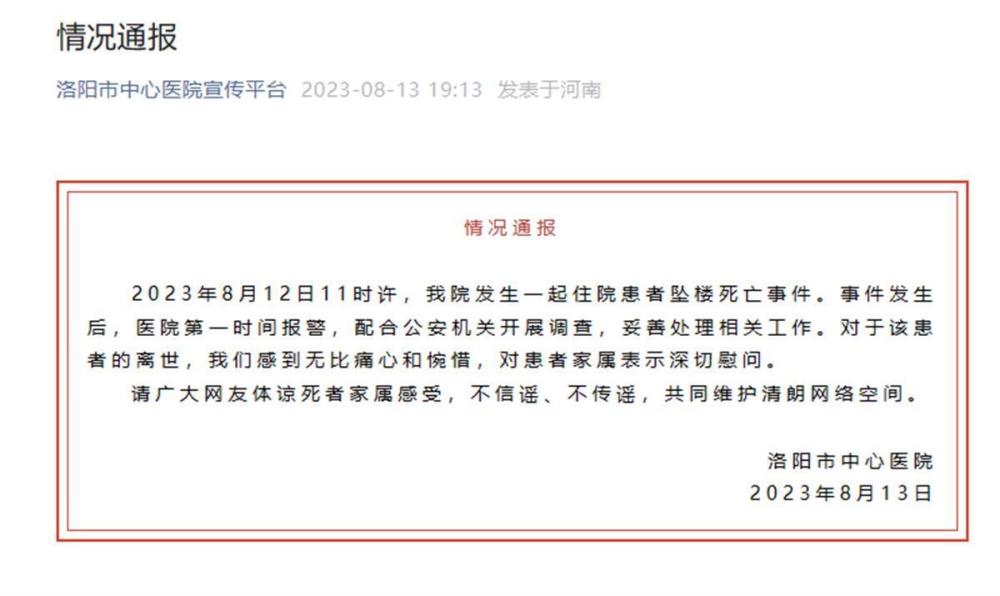 情况通报
洛阳市中心医院宣传平台 2023-08-13 19:13 发表于河南
情况通报
2023年8月12日11时许，我院发生一起住院患者坠楼死亡事件。事件发生
后，医院第一时间报警，配合公安机关开展调查，妥善处理相关工作。对于该患
者的离世，我们感到无比痛心和惋惜，对患者家属表示深切慰问。
请广大网友体谅死者家属感受，不信谣、不传谣，共同维护清朗网络空间。
洛阳市中心医院
2023年8月13日